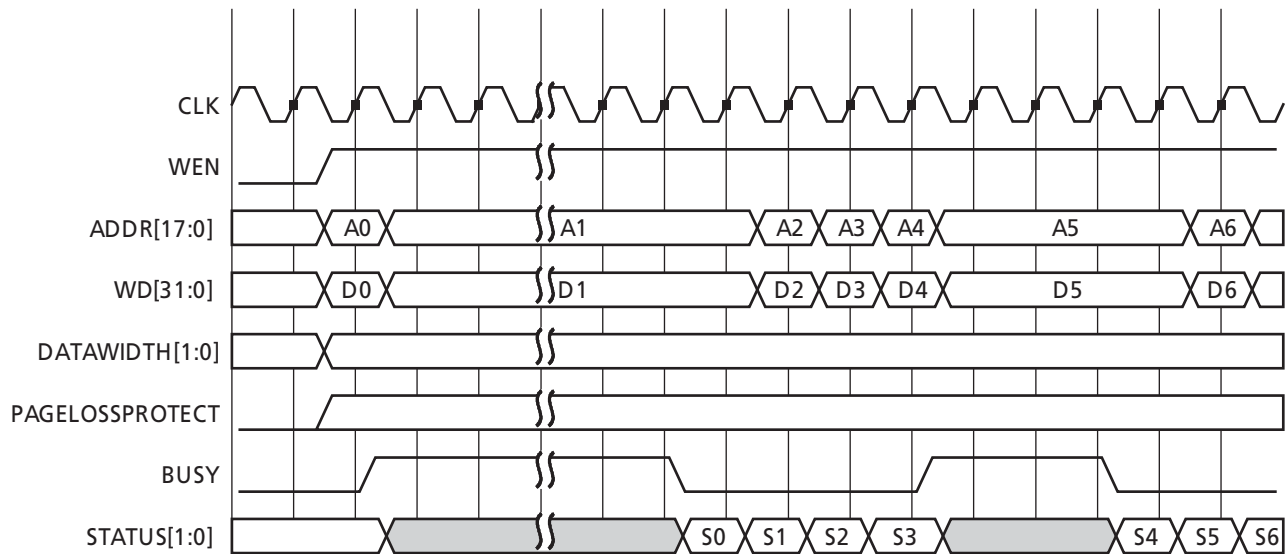 CLK
WEN
ADDR[17:0] A0 A1 A2 A3 A4 A5 A6
WD[31:0] D0 D1 D2 D3 D4 D5 D6
DATAWIDTH[1:0]
PAGELOSSPROTECT
BUSY
STATUS[1:0] S0 S1 S2 S3 S4 S5 S6